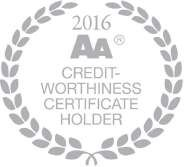 2016
AA®
CREDIT-
WORTHINESS
CERTIFICATE
HOLDER